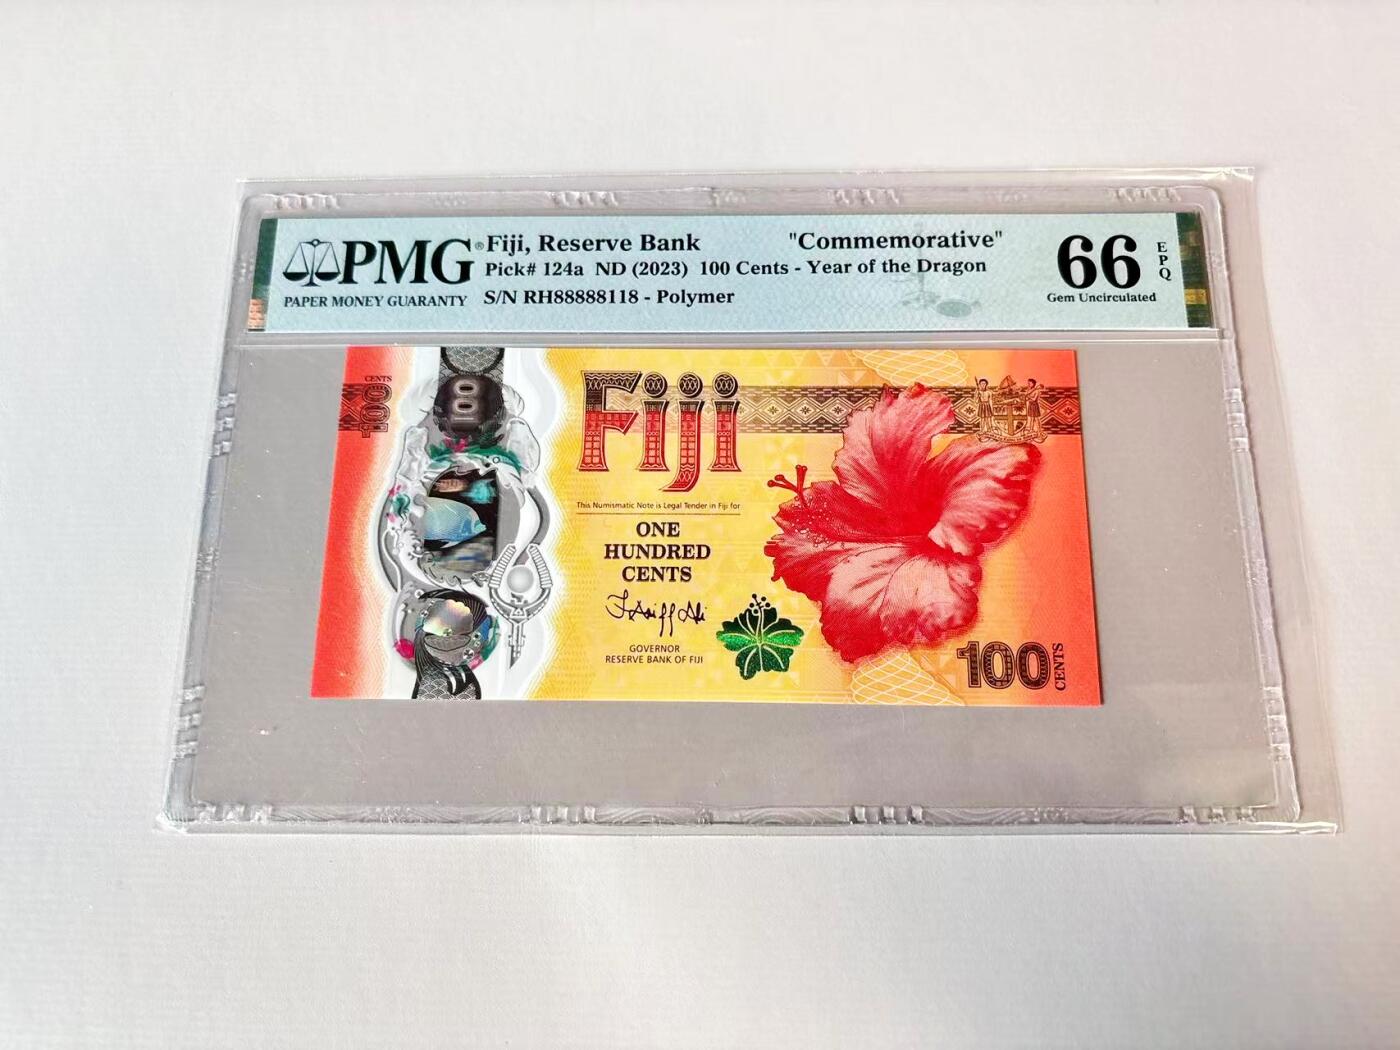 PMG®
PAPER MONEY GUARANTY
Fiji, Reserve Bank "Commemorative"
Pick# 124a ND (2023) 100 Cents - Year of the Dragon
S/N RH88888118 - Polymer
66
EPQ
Gem Uncirculated
CENTS
100
Fiji
This Numismatic Note is Legal Tender in Fiji for
ONE
HUNDRED
CENTS
GOVERNOR
RESERVE BANK OF FIJI
100
CENTS